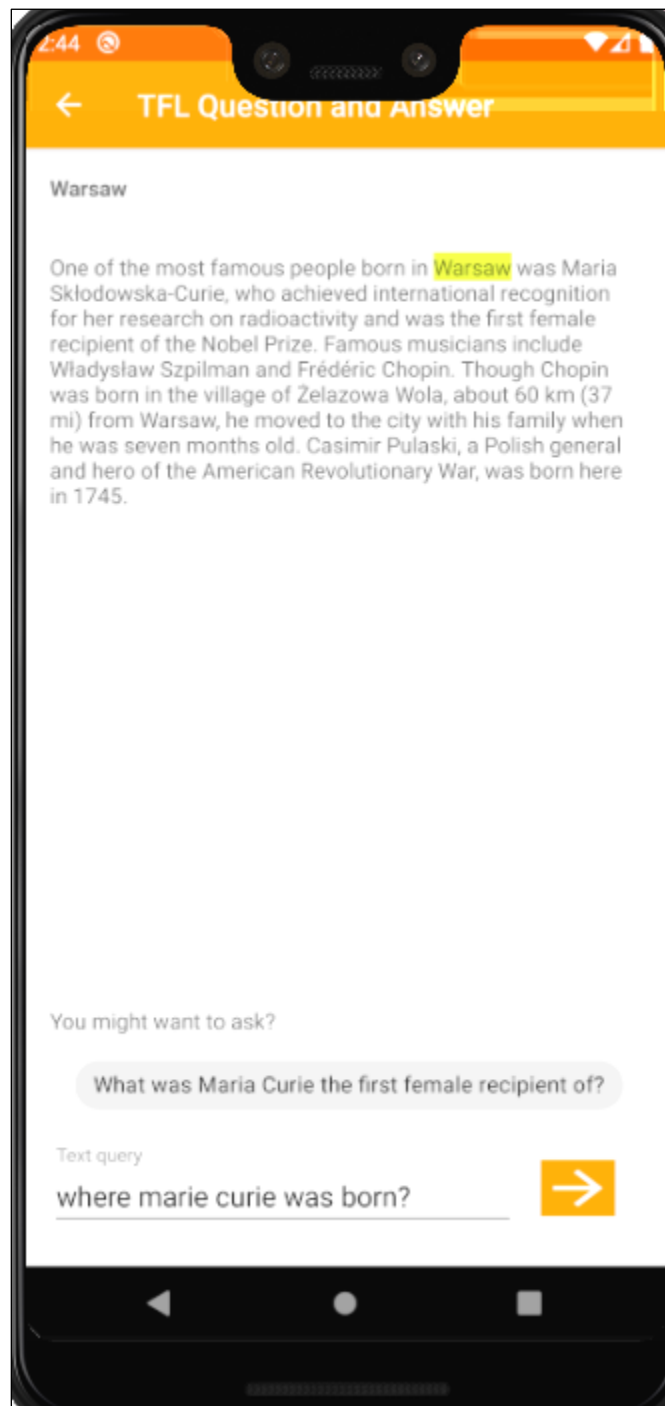 2:44
TFL Question and Answer
Warsaw
One of the most famous people born in Warsaw was Maria
Skłodowska-Curie, who achieved international recognition
for her research on radioactivity and was the first female
recipient of the Nobel Prize. Famous musicians include
Władysław Szpilman and Frédéric Chopin. Though Chopin
was born in the village of Żelazowa Wola, about 60 km (37
mi) from Warsaw, he moved to the city with his family when
he was seven months old. Casimir Pulaski, a Polish general
and hero of the American Revolutionary War, was born here
in 1745.
You might want to ask?
What was Maria Curie the first female recipient of?
Text query
where marie curie was born?